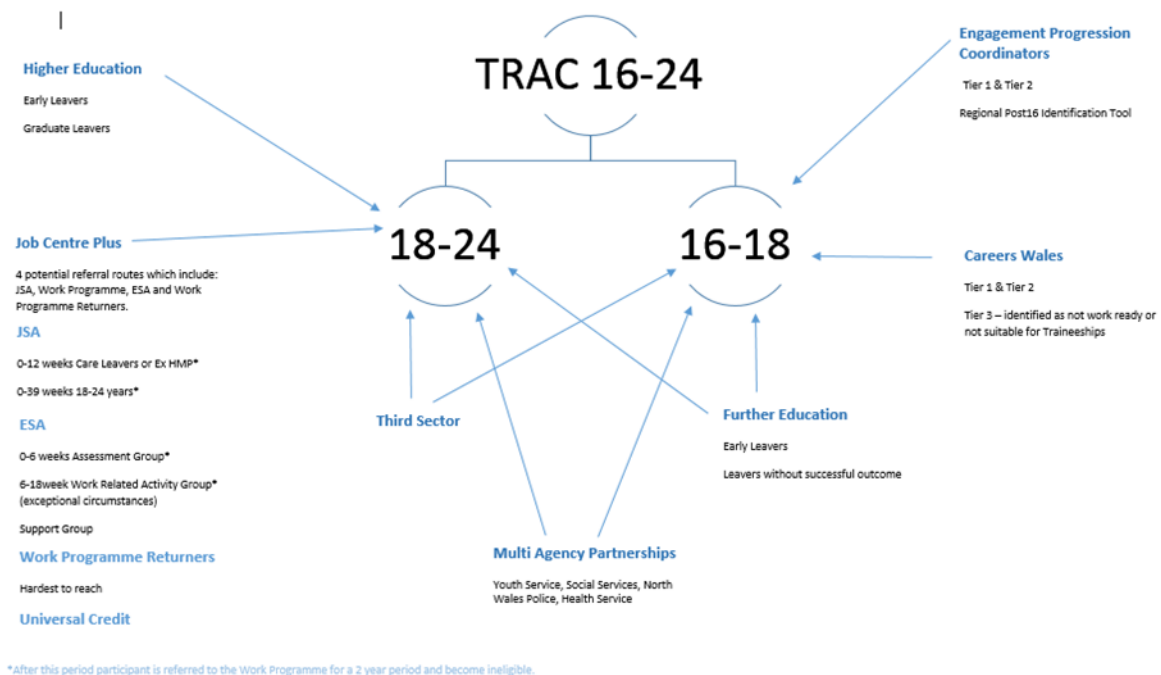 TRAC 16-24
Higher Education
Early Leavers
Graduate Leavers
Engagement Progression
Coordinators
Tier 1 & Tier 2
Regional Post16 Identification Tool
18-24
16-18
Job Centre Plus
4 potential referral routes which include:
JSA, Work Programme, ESA and Work
Programme Returners.
JSA
0-12 weeks Care Leavers or Ex HMP*
0-39 weeks 18-24 years*
ESA
0-6 weeks Assessment Group*
6-18week Work Related Activity Group*
(exceptional circumstances)
Support Group
Work Programme Returners
Hardest to reach
Universal Credit
Careers Wales
Tier 1 & Tier 2
Tier 3 – identified as not work ready or
not suitable for Traineeships
Third Sector
Further Education
Early Leavers
Leavers without successful outcome
Multi Agency Partnerships
Youth Service, Social Services, North
Wales Police, Health Service
*After this period participant is referred to the Work Programme for a 2 year period and become ineligible.